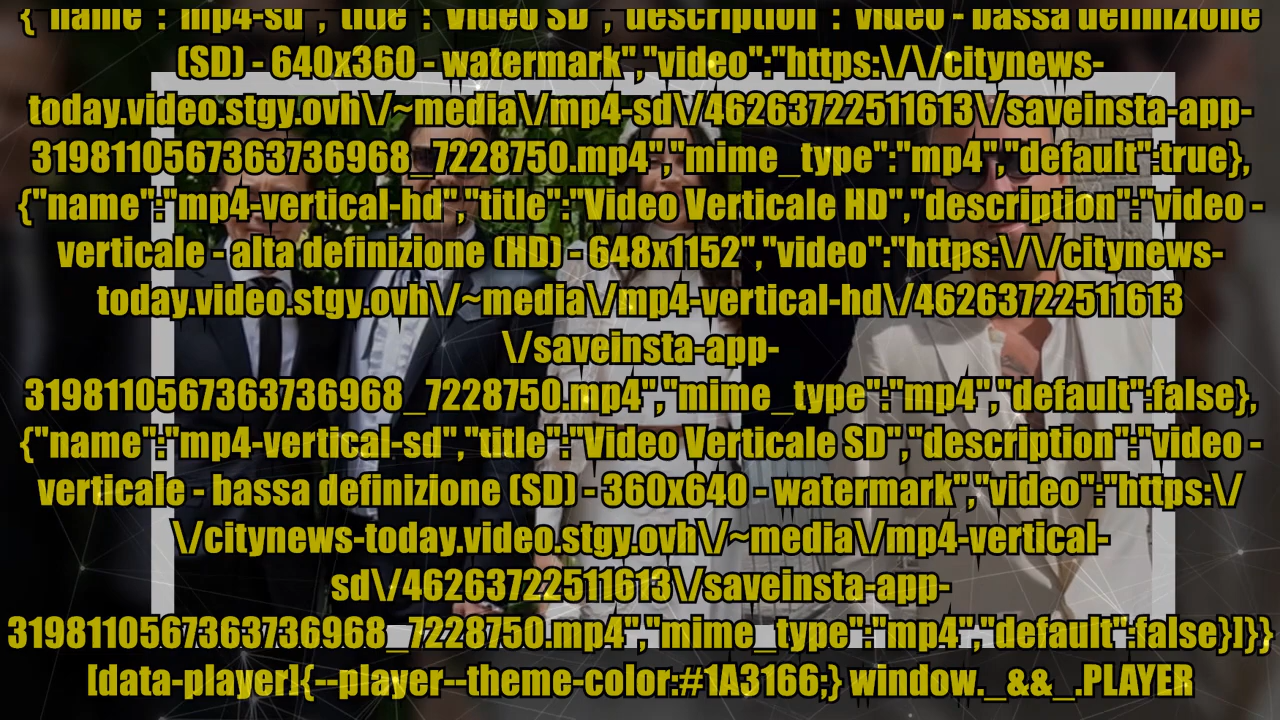 {"name":"mp4-sd","title":"Video SD","description":"video - bassa definizione
(SD) - 640x360 - watermark","video":"https:\/\/citynews-
today.video.stgy.ovh\/~media\/mp4-sd\/46263722511613\/saveinsta-app-
3198110567363736968_7228750.mp4","mime_type":"mp4","default":true},
{"name":"mp4-vertical-hd","title":"Video Verticale HD","description":"video -
verticale - alta definizione (HD) - 648x1152","video":"https:\/\/citynews-
today.video.stgy.ovh\/~media\/mp4-vertical-hd\/46263722511613
\/saveinsta-app-
3198110567363736968_7228750.mp4","mime_type":"mp4","default":false},
{"name":"mp4-vertical-sd","title":"Video Verticale SD","description":"video -
verticale - bassa definizione (SD) - 360x640 - watermark","video":"https:\/
\/citynews-today.video.stgy.ovh\/~media\/mp4-vertical-
sd\/46263722511613\/saveinsta-app-
3198110567363736968_7228750.mp4","mime_type":"mp4","default":false}]}}
[data-player]{--player--theme-color:#1A3166;} window._&&_.PLAYER